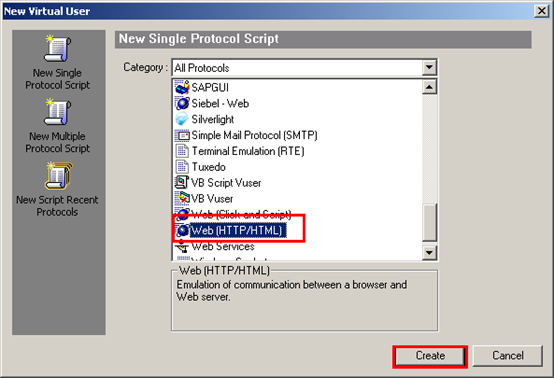 New Virtual User
New Single Protocol Script
New Single
Protocol Script
New Multiple
Protocol Script
New Script Recent
Protocols
Category : All Protocols
SAPGUI
Siebel - Web
Silverlight
Simple Mail Protocol (SMTP)
Terminal Emulation (RTE)
Tuxedo
VB Script Vuser
VB Vuser
Web (Click and Script)
Web (HTTP/HTML)
Web Services
Web (HTTP/HTML)
Emulation of communication between a browser and
Web server.
Create
Cancel